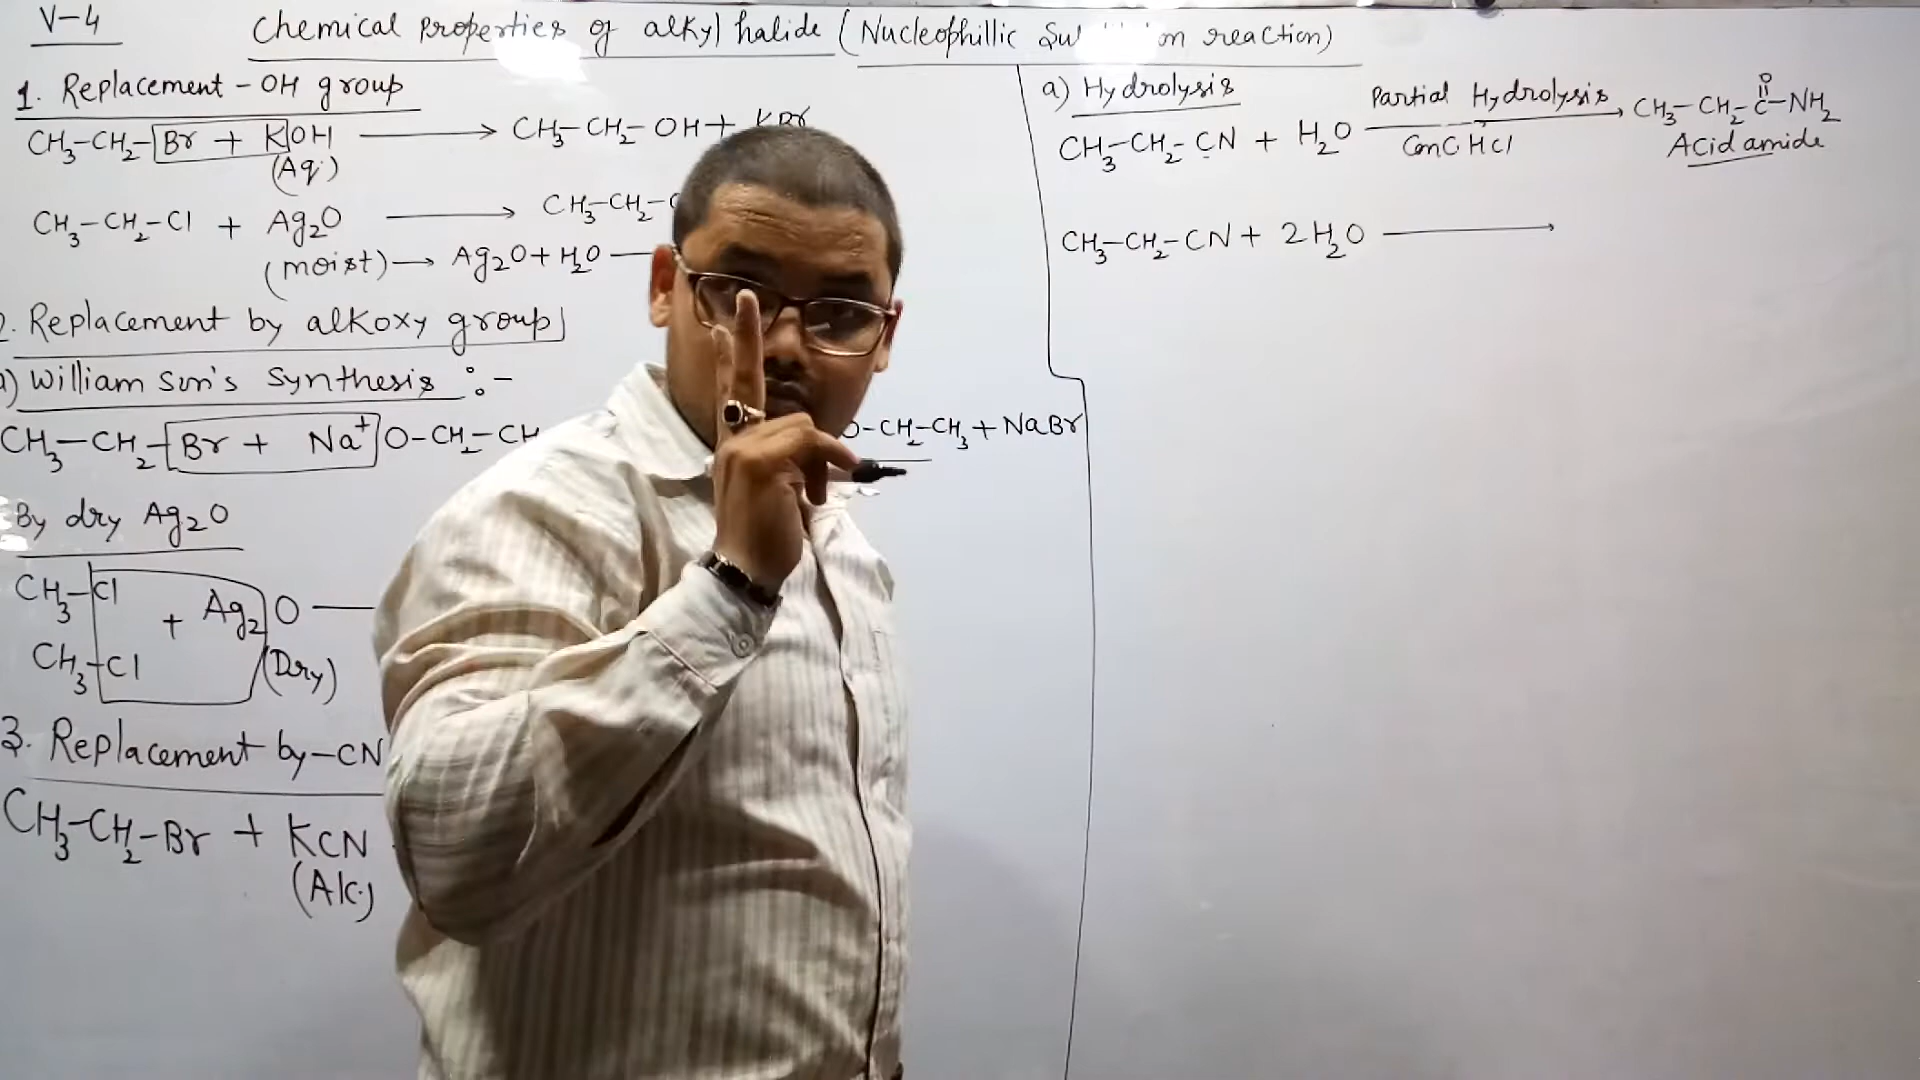 V-4
Chemical Properties of alkyl halide (Nucleophillic on reaction)
1. Replacement - OH group
CH₃-CH₂-Br + KOH ⟶ CH₃-CH₂-OH + KBr
(Aq.)
CH₃-CH₂-Cl + Ag₂O ⟶ CH₃-CH₂-
(moist) → Ag₂O + H₂O —
2. Replacement by alkoxy group
a) William Sun's Synthesis :-
CH₃-CH₂-Br + Na⁺O-CH₂-CH O-CH₂-CH₃ + NaBr
By dry Ag₂O
CH₃-Cl
+ Ag₂O —
CH₃-Cl
(Dry)
3. Replacement by -CN
CH₃-CH₂-Br + KCN
(Alc)
a) Hydrolysis
CH₃-CH₂-CN + H₂O Partial Hydrolysis ⟶ CH₃-CH₂-C-NH₂
O
ConC HCl
Acid amide
CH₃-CH₂-CN + 2H₂O ⟶